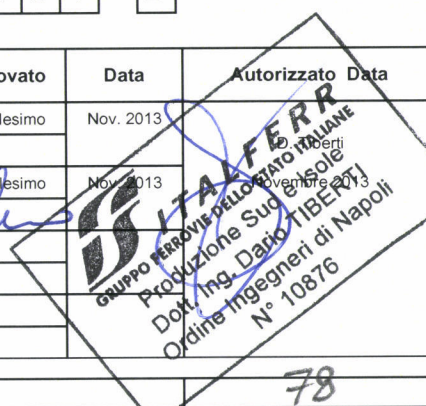 ovato Data Autorizzato Data
lesimo Nov. 2013
D. Tiberti
lesimo Nov. 2013 Novembre 2013
ITALFERR
GRUPPO FERROVIE DELLO STATO ITALIANE
Produzione Sud e Isole
Dott. Ing. Dario TIBERTI
Ordine Ingegneri di Napoli
N° 10876
78